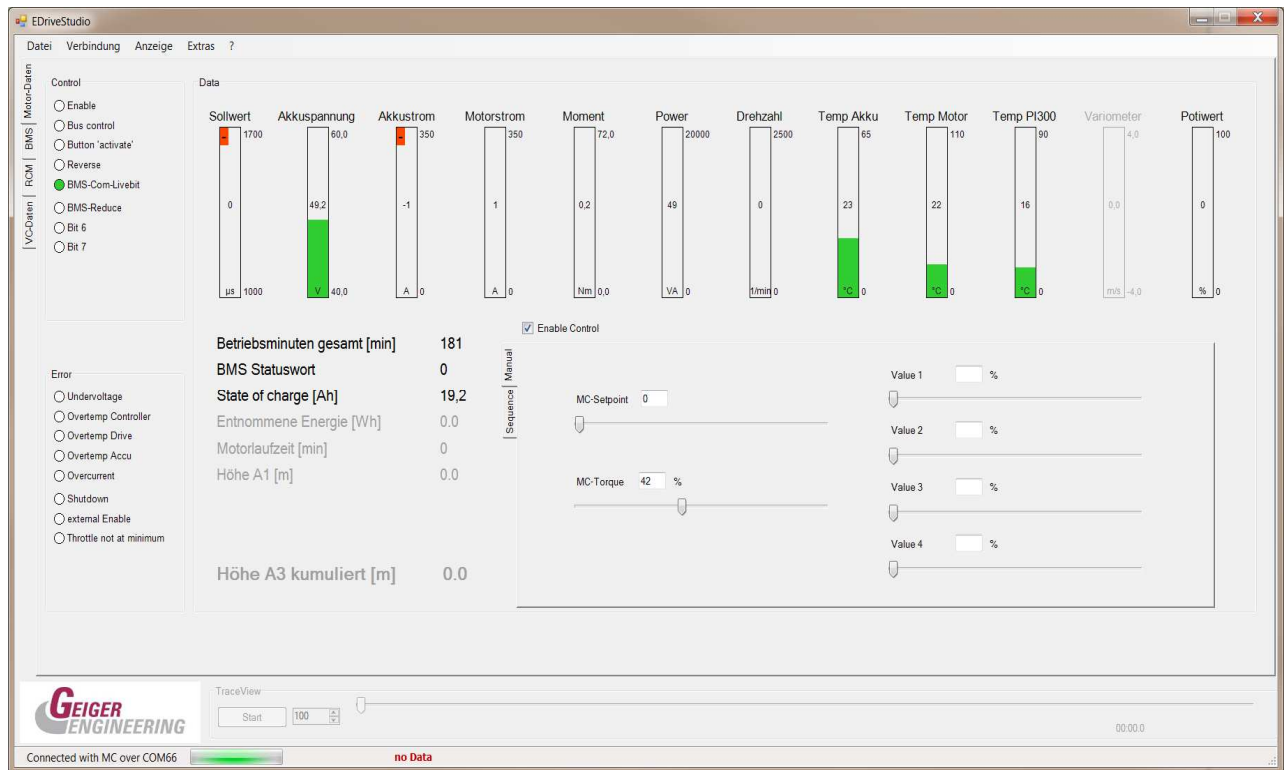 EDriveStudio
Datei Verbindung Anzeige Extras ?
Motor-Daten
BMS
RCM
VC-Daten
Control
Enable
Bus control
Button 'activate'
Reverse
BMS-Com-Livebit
BMS-Reduce
Bit 6
Bit 7
Error
Undervoltage
Overtemp Controller
Overtemp Drive
Overtemp Accu
Overcurrent
Shutdown
external Enable
Throttle not at minimum
Data
Sollwert Akkuspannung Akkustrom Motorstrom Moment Power Drehzahl Temp Akku Temp Motor Temp PI300 Variometer Potiwert
- 1700 60,0 - 350 350 72,0 20000 2500 65 110 90 4,0 100
0 49,2 -1 1 0,2 49 0 23 22 16 0,0 0
µs 1000 V 40,0 A 0 A 0 Nm 0,0 VA 0 1/min 0 °C 0 °C 0 °C 0 m/s -4,0 % 0
Betriebsminuten gesamt [min] 181
BMS Statuswort 0
State of charge [Ah] 19,2
Entnommene Energie [Wh] 0.0
Motorlaufzeit [min] 0
Höhe A1 [m] 0.0
Höhe A3 kumuliert [m] 0.0
Enable Control
Manual
Sequence
MC-Setpoint 0
MC-Torque 42 %
Value 1 %
Value 2 %
Value 3 %
Value 4 %
GEIGER
ENGINEERING
TraceView
Start 100
00:00.0
Connected with MC over COM66 no Data